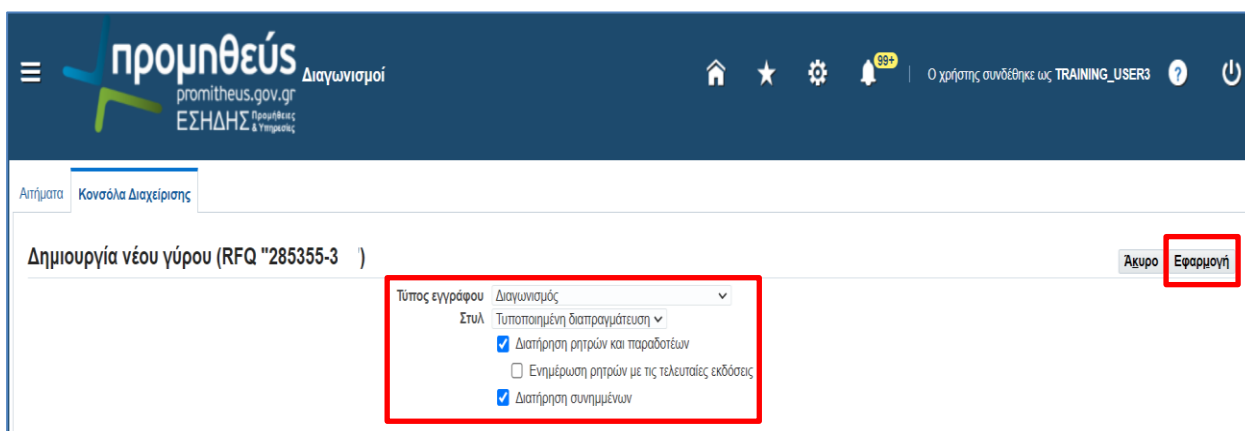 προμηθεύς
promitheus.gov.gr
ΕΣΗΔΗΣ Προμήθειες & Υπηρεσίες
Διαγωνισμοί
99+
Ο χρήστης συνδέθηκε ως TRAINING_USER3 ?
Αιτήματα Κονσόλα Διαχείρισης
Δημιουργία νέου γύρου (RFQ "285355-3 ')
Άκυρο Εφαρμογή
Τύπος εγγράφου Διαγωνισμός
Στυλ Τυποποιημένη διαπραγμάτευση
Διατήρηση ρητρών και παραδοτέων
Ενημέρωση ρητρών με τις τελευταίες εκδόσεις
Διατήρηση συνημμένων